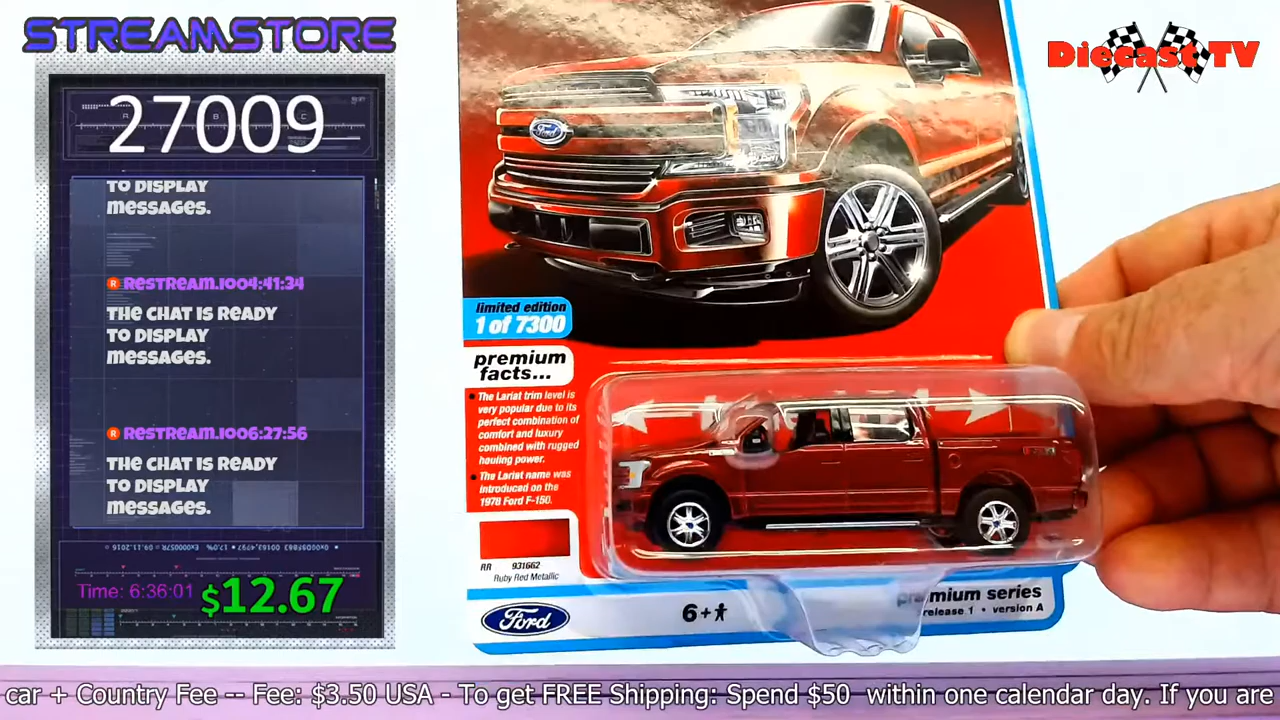 STREAMSTORE
27009
TO DISPLAY
MESSAGES.
RESTREAM.IO04:41:34
THE CHAT IS READY
TO DISPLAY
MESSAGES.
RESTREAM.IO06:27:56
THE CHAT IS READY
TO DISPLAY
MESSAGES.
Time: 6:36:01
$12.67
Diecast TV
Ford
limited edition
1 of 7300
premium
facts...
The Lariat trim level is
very popular due to its
perfect combination of
comfort and luxury
combined with rugged
hauling power.
The Lariat name was
introduced on the
1978 Ford F-150.
RR 931662
Ruby Red Metallic
Ford
6+
premium series
release 1 • version A
car + Country Fee -- Fee: $3.50 USA - To get FREE Shipping: Spend $50 within one calendar day. If you are